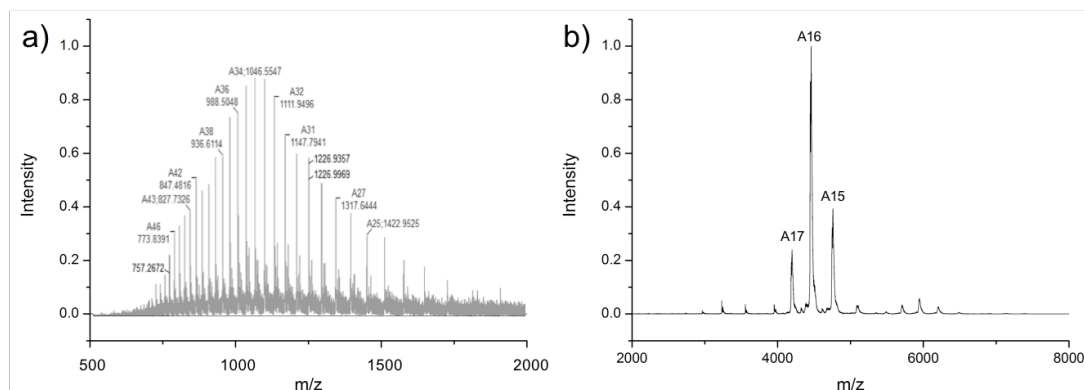 a)
Intensity
1.0
0.8
0.6
0.4
0.2
0.0
A34;1046.5547
A36
988.5048
A32
1111.9496
A38
936.6114
A31
1147.7941
A42
847.4816
1226.9357
1226.9969
A43;827.7326
A27
1317.6444
A46
773.8391
A25;1422.9525
757.2672
500
1000
1500
2000
m/z
b)
Intensity
1.0
0.8
0.6
0.4
0.2
0.0
A16
A15
A17
2000
4000
6000
8000
m/z